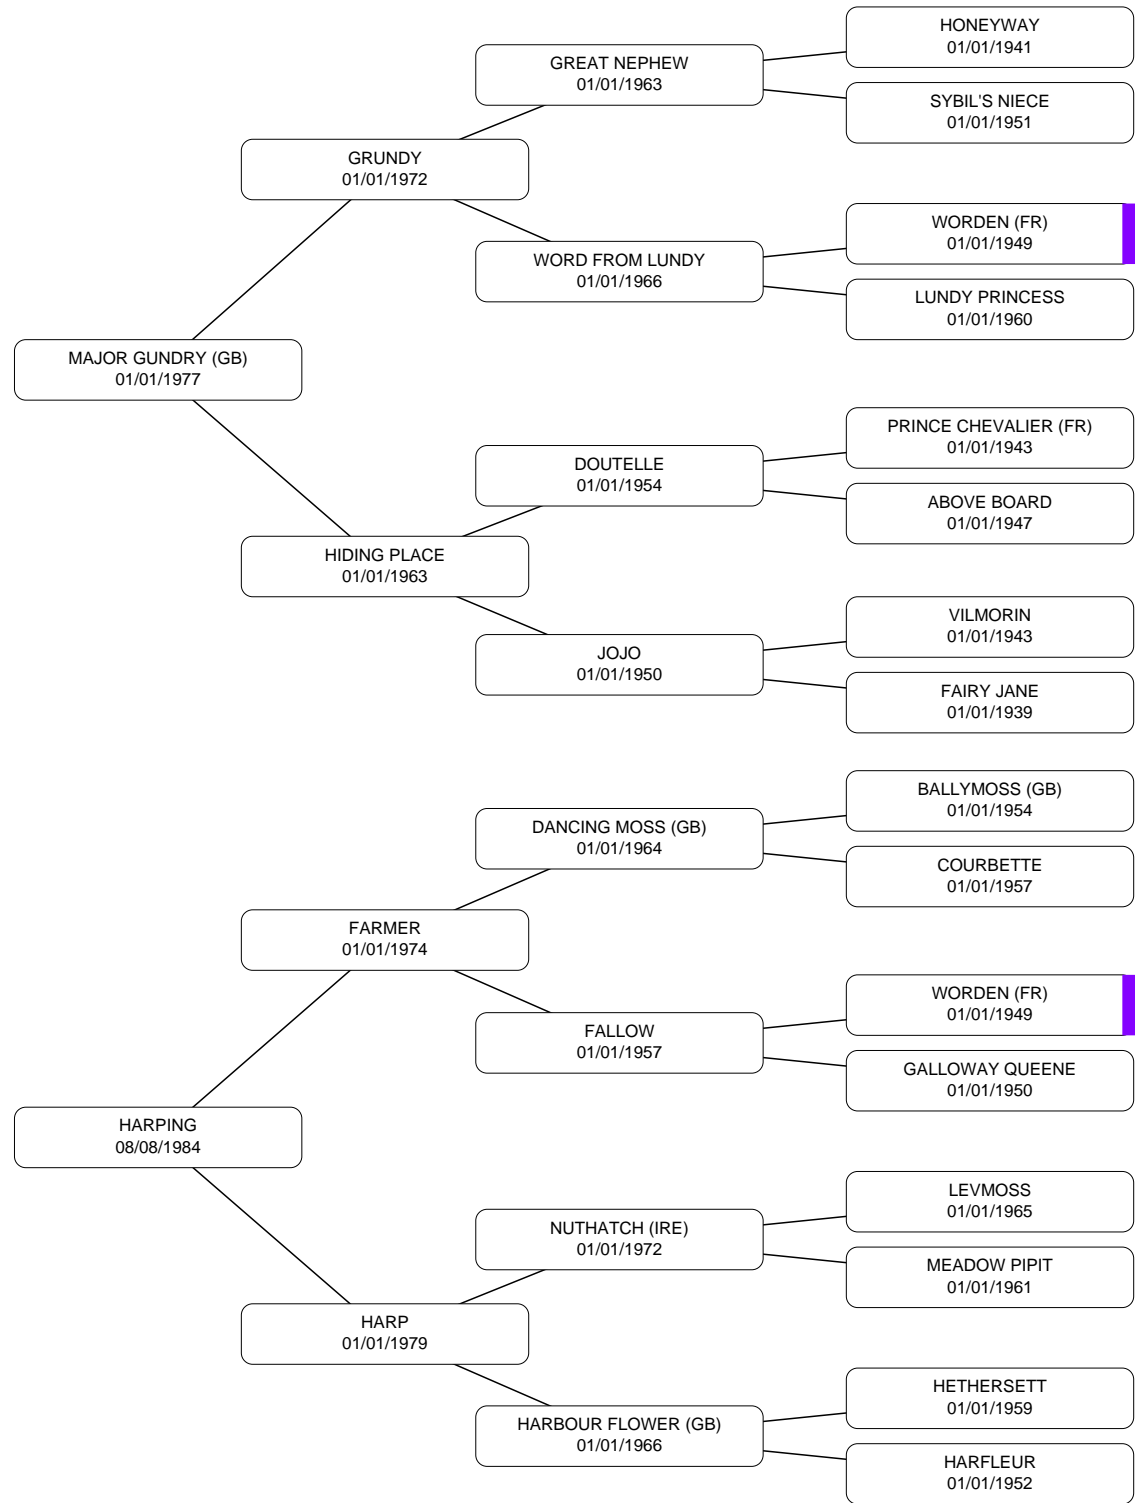 HONEYWAY
01/01/1941
GREAT NEPHEW
01/01/1963
SYBIL'S NIECE
01/01/1951
GRUNDY
01/01/1972
WORDEN (FR)
01/01/1949
WORD FROM LUNDY
01/01/1966
LUNDY PRINCESS
01/01/1960
MAJOR GUNDRY (GB)
01/01/1977
PRINCE CHEVALIER (FR)
01/01/1943
DOUTELLE
01/01/1954
ABOVE BOARD
01/01/1947
HIDING PLACE
01/01/1963
VILMORIN
01/01/1943
JOJO
01/01/1950
FAIRY JANE
01/01/1939
BALLYMOSS (GB)
01/01/1954
DANCING MOSS (GB)
01/01/1964
COURBETTE
01/01/1957
FARMER
01/01/1974
WORDEN (FR)
01/01/1949
FALLOW
01/01/1957
GALLOWAY QUEENE
01/01/1950
HARPING
08/08/1984
LEVMOSS
01/01/1965
NUTHATCH (IRE)
01/01/1972
MEADOW PIPIT
01/01/1961
HARP
01/01/1979
HETHERSETT
01/01/1959
HARBOUR FLOWER (GB)
01/01/1966
HARFLEUR
01/01/1952